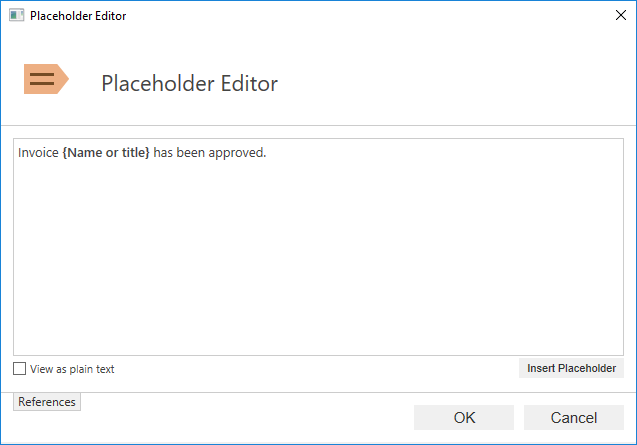 Placeholder Editor
Placeholder Editor
Invoice {Name or title} has been approved.
View as plain text
Insert Placeholder
References
OK
Cancel